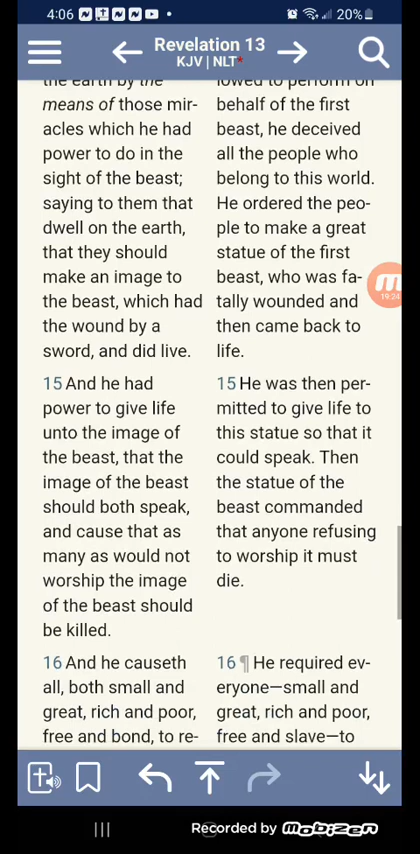 4:06
20%
Revelation 13
KJV | NLT*
the earth by the
means of those mir-
acles which he had
power to do in the
sight of the beast;
saying to them that
dwell on the earth,
that they should
make an image to
the beast, which had
the wound by a
sword, and did live.
15 And he had
power to give life
unto the image of
the beast, that the
image of the beast
should both speak,
and cause that as
many as would not
worship the image
of the beast should
be killed.
16 And he causeth
all, both small and
great, rich and poor,
free and bond, to re-
lowed to perform on
behalf of the first
beast, he deceived
all the people who
belong to this world.
He ordered the peo-
ple to make a great
statue of the first
beast, who was fa-
tally wounded and
then came back to
life.
15 He was then per-
mitted to give life to
this statue so that it
could speak. Then
the statue of the
beast commanded
that anyone refusing
to worship it must
die.
16 ¶ He required ev-
eryone—small and
great, rich and poor,
free and slave—to
19:24
Recorded by Mobizen